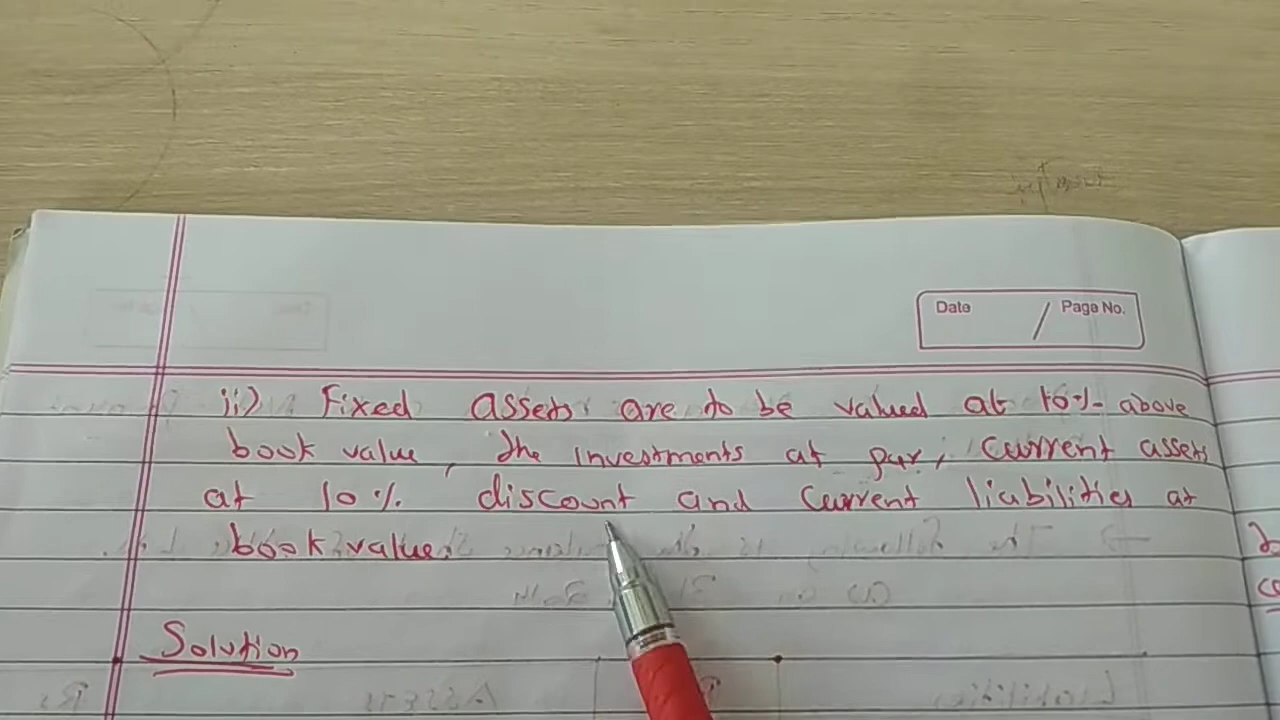 Date / Page No.
ii) Fixed assets are to be valued at 10% above
book value, the investments at par, current assets
at 10% discount and current liabilities at
book value.
Solution